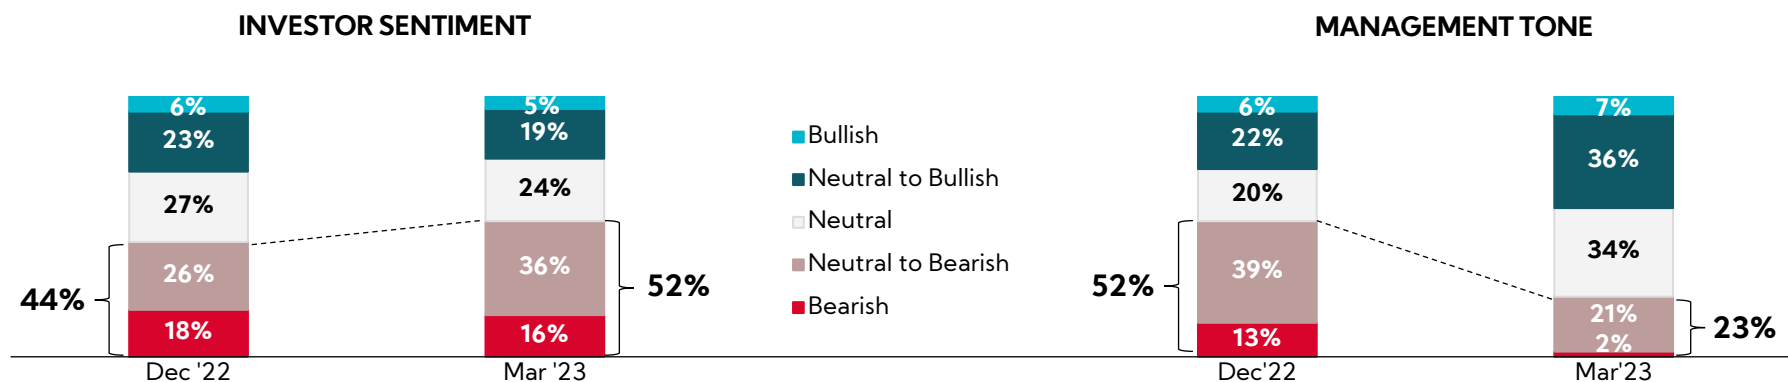 INVESTOR SENTIMENT
6%
23%
27%
26%
18%
44%
Dec '22
5%
19%
24%
36%
16%
52%
Mar '23
Bullish
Neutral to Bullish
Neutral
Neutral to Bearish
Bearish
MANAGEMENT TONE
6%
22%
20%
39%
13%
52%
Dec'22
7%
36%
34%
21%
2%
23%
Mar'23